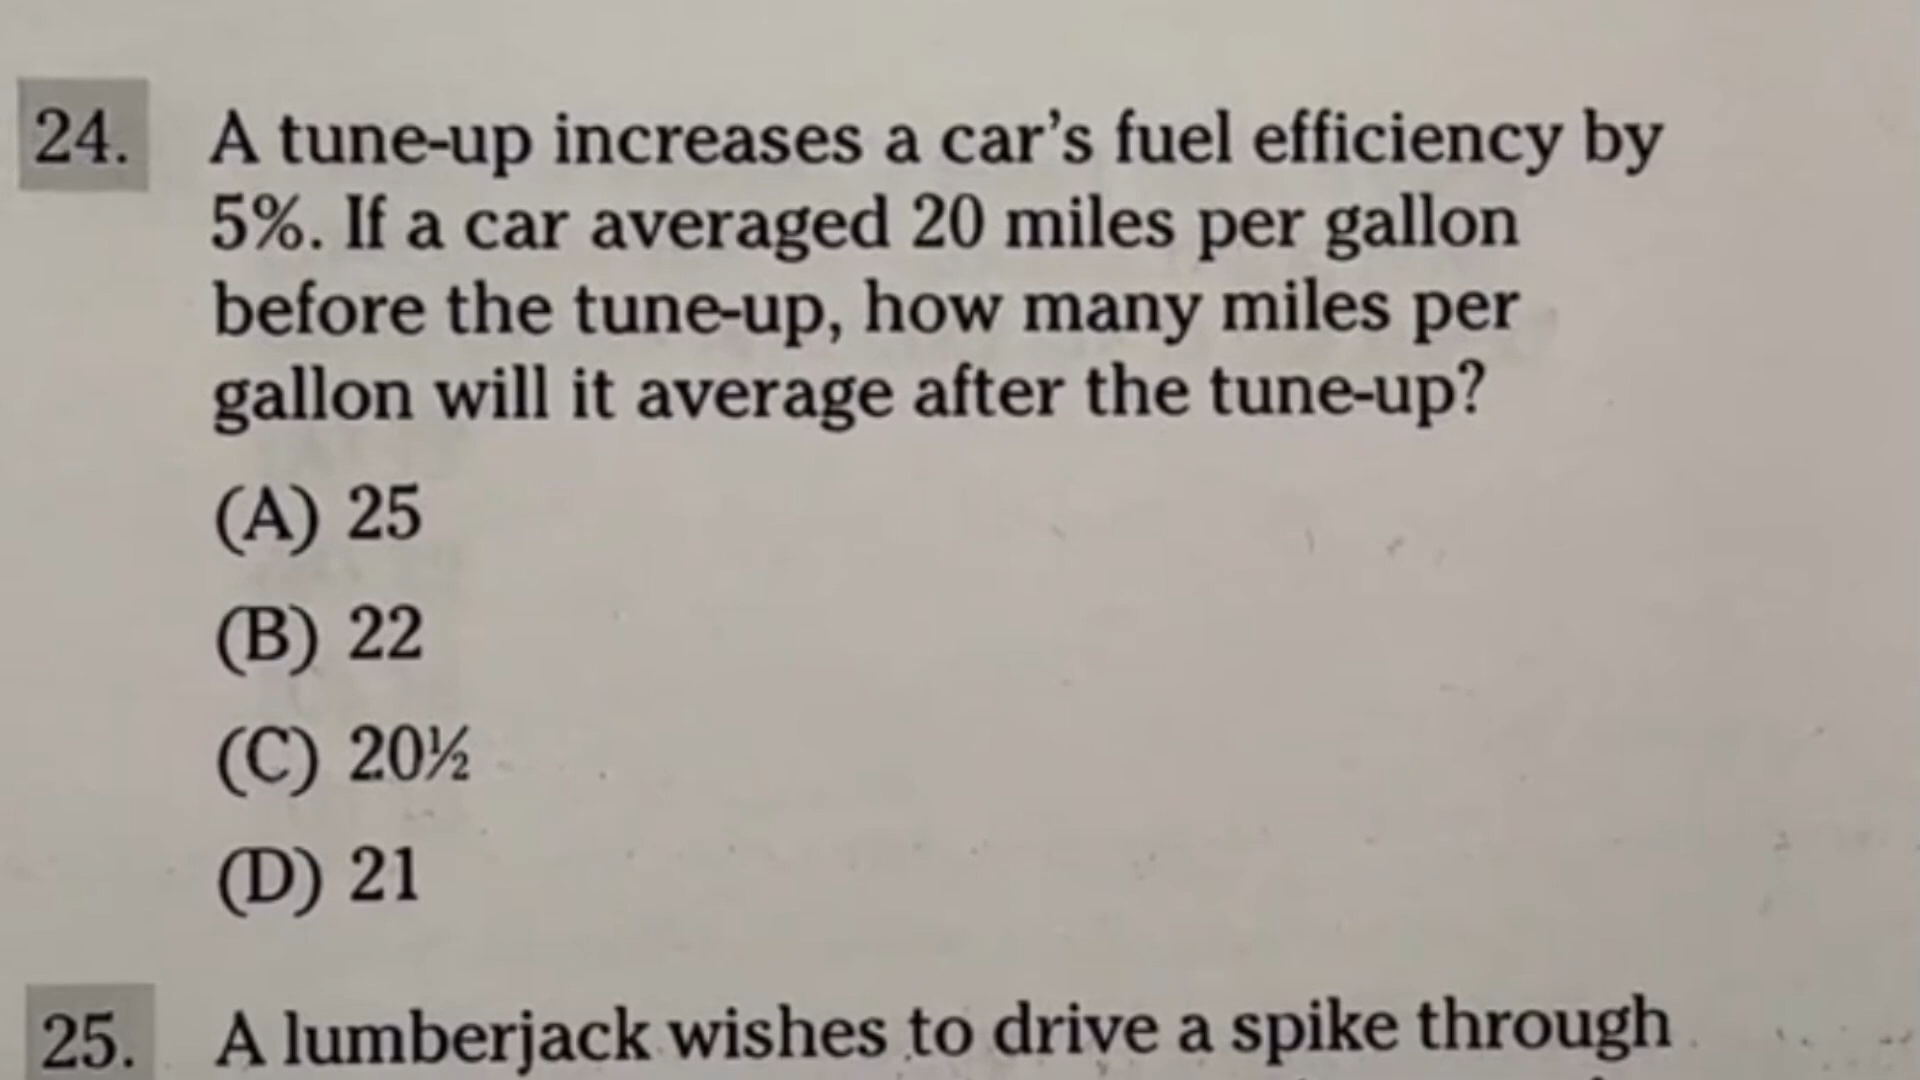 24. A tune-up increases a car's fuel efficiency by
5%. If a car averaged 20 miles per gallon
before the tune-up, how many miles per
gallon will it average after the tune-up?
(A) 25
(B) 22
(C) 20½
(D) 21
25. A lumberjack wishes to drive a spike through